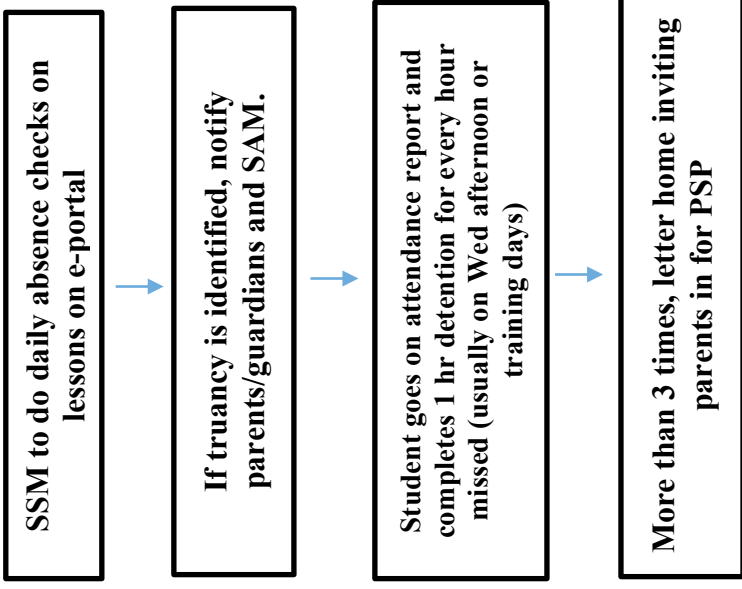 SSM to do daily absence checks on
lessons on e-portal
If truancy is identified, notify
parents/guardians and SAM.
Student goes on attendance report and
completes 1 hr detention for every hour
missed (usually on Wed afternoon or
training days)
More than 3 times, letter home inviting
parents in for PSP